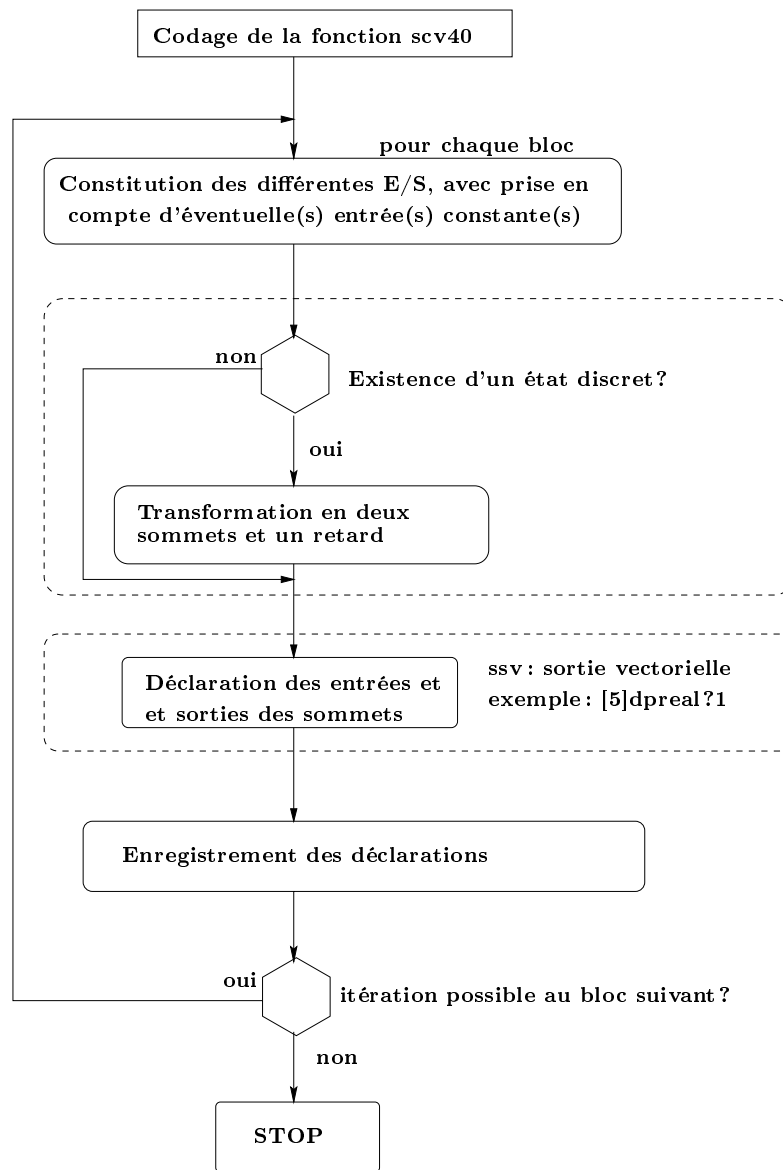 Codage de la fonction scv40
pour chaque bloc
Constitution des différentes E/S, avec prise en
compte d'éventuelle(s) entrée(s) constante(s)
non
Existence d'un état discret?
oui
Transformation en deux
sommets et un retard
ssv : sortie vectorielle
exemple : [5]dpreal?1
Déclaration des entrées et
et sorties des sommets
Enregistrement des déclarations
oui
itération possible au bloc suivant?
non
STOP